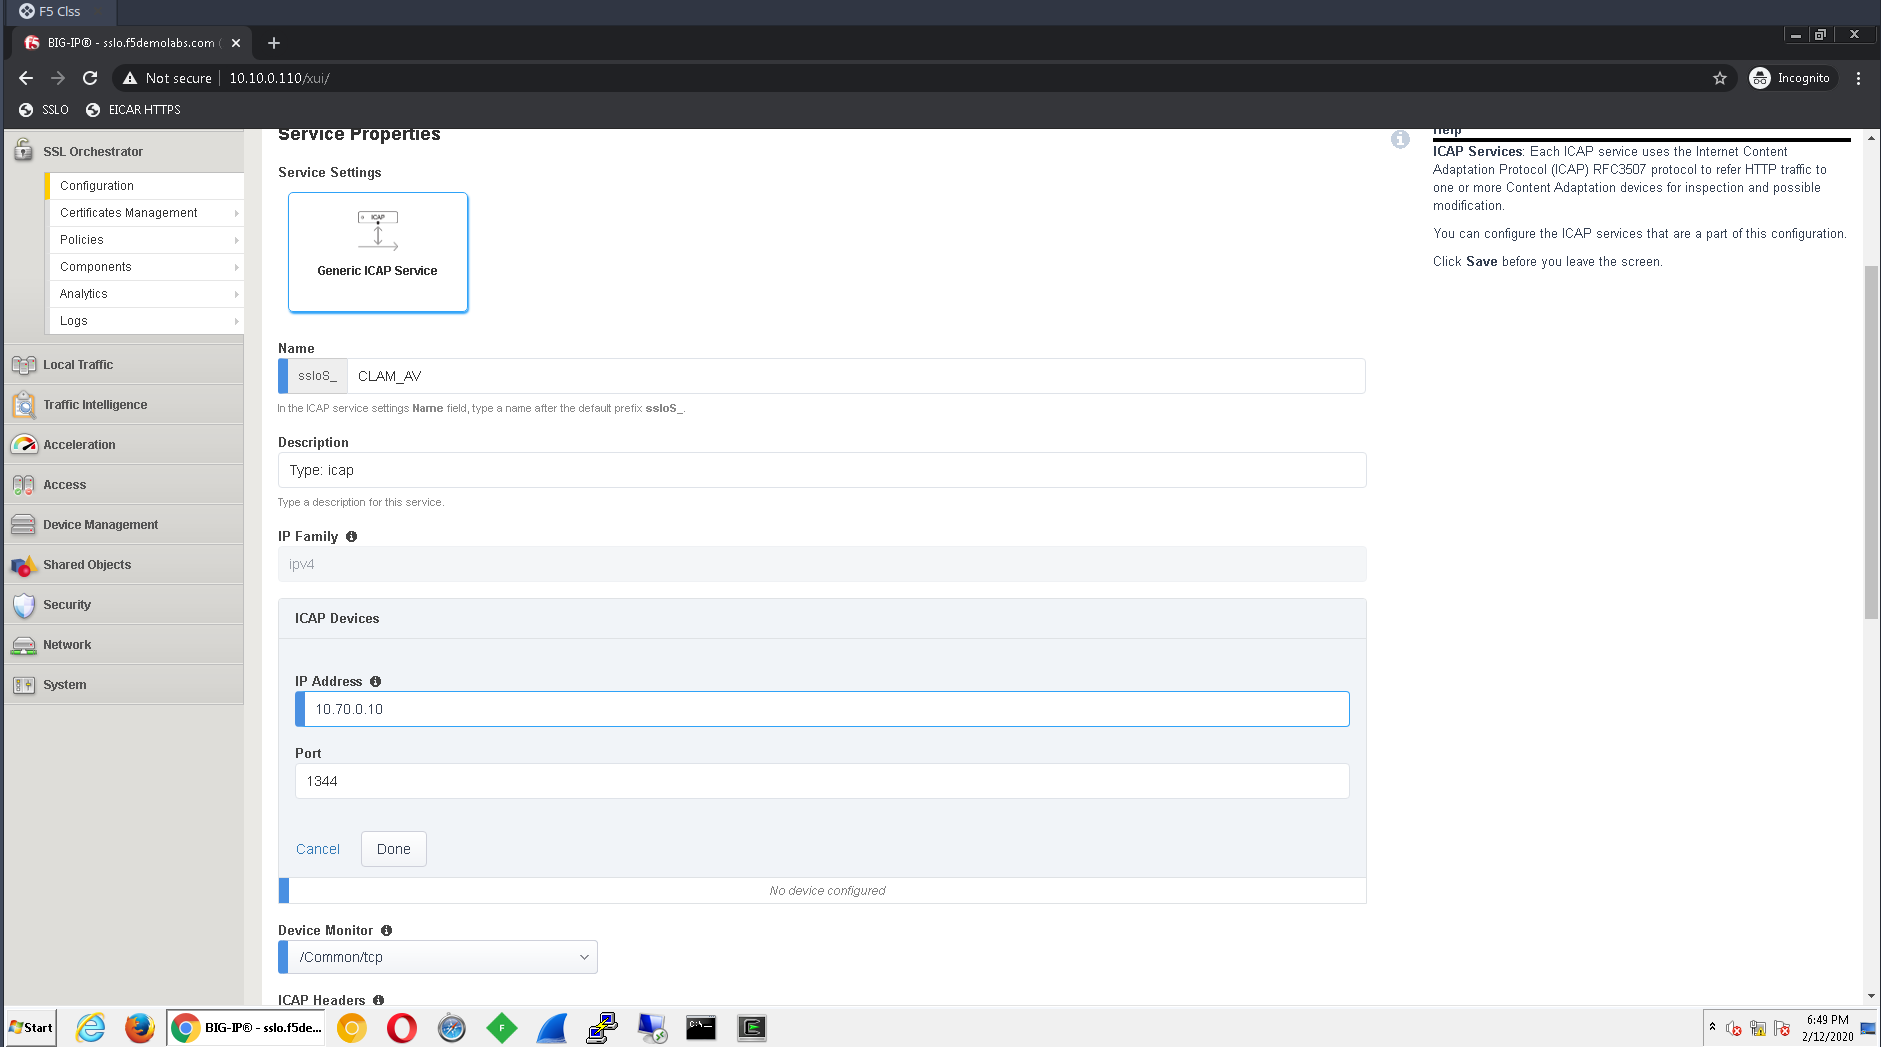 F5 Clss
BIG-IP® - sslo.f5demolabs.com (
Not secure
10.10.0.110/xui/
Incognito
SSLO
EICAR HTTPS
SSL Orchestrator
Configuration
Certificates Management
Policies
Components
Analytics
Logs
Local Traffic
Traffic Intelligence
Acceleration
Access
Device Management
Shared Objects
Security
Network
System
Service Properties
Service Settings
ICAP
Generic ICAP Service
Name
ssloS_
CLAM_AV
In the ICAP service settings Name field, type a name after the default prefix ssloS_.
Description
Type: icap
Type a description for this service.
IP Family
ipv4
ICAP Devices
IP Address
10.70.0.10
Port
1344
Cancel
Done
No device configured
Device Monitor
/Common/tcp
ICAP Headers
Help
ICAP Services: Each ICAP service uses the Internet Content
Adaptation Protocol (ICAP) RFC3507 protocol to refer HTTP traffic to
one or more Content Adaptation devices for inspection and possible
modification.
You can configure the ICAP services that are a part of this configuration.
Click Save before you leave the screen.
Start
BIG-IP® - sslo.f5de...
6:49 PM
2/12/2020